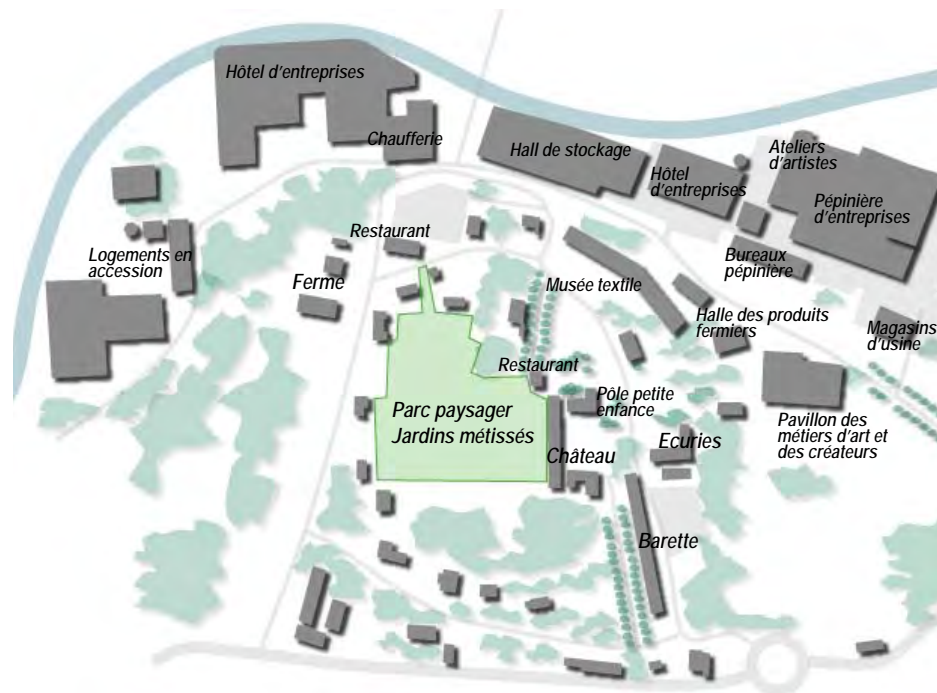 Hôtel d'entreprises
Chaufferie
Hall de stockage
Hôtel
d'entreprises
Ateliers
d'artistes
Pépinière
d'éntreprises
Logements en
accession
Restaurant
Ferme
Musée textile
Bureaux
pépinière
Halle des produits
fermiers
Magasins
d'usine
Restaurant
Parc paysager
Jardins métissés
Pôle petite
enfance
Château
Ecuries
Pavillon des
métiers d'art et
des créateurs
Barette